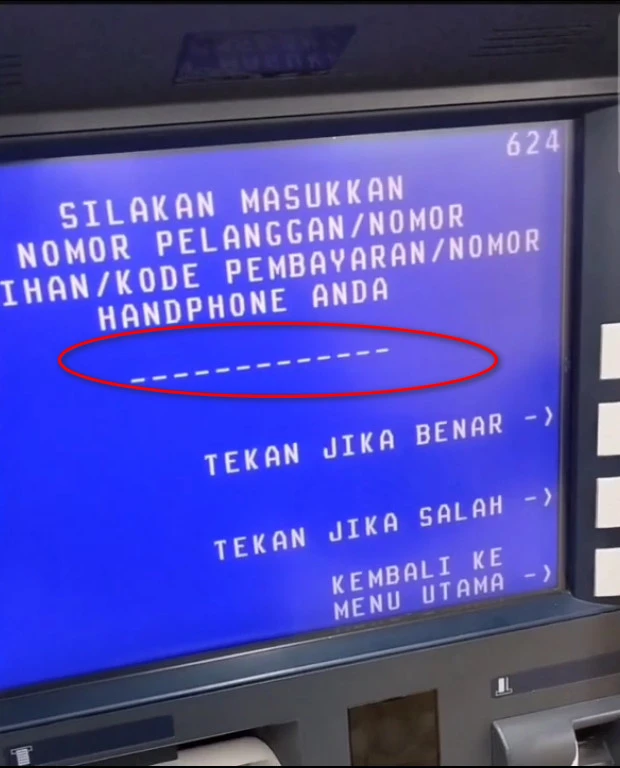 624
SILAKAN MASUKKAN
NOMOR PELANGGAN/NOMOR
IHAN/KODE PEMBAYARAN/NOMOR
HANDPHONE ANDA
_____________
TEKAN JIKA BENAR ->
TEKAN JIKA SALAH ->
KEMBALI KE
MENU UTAMA ->